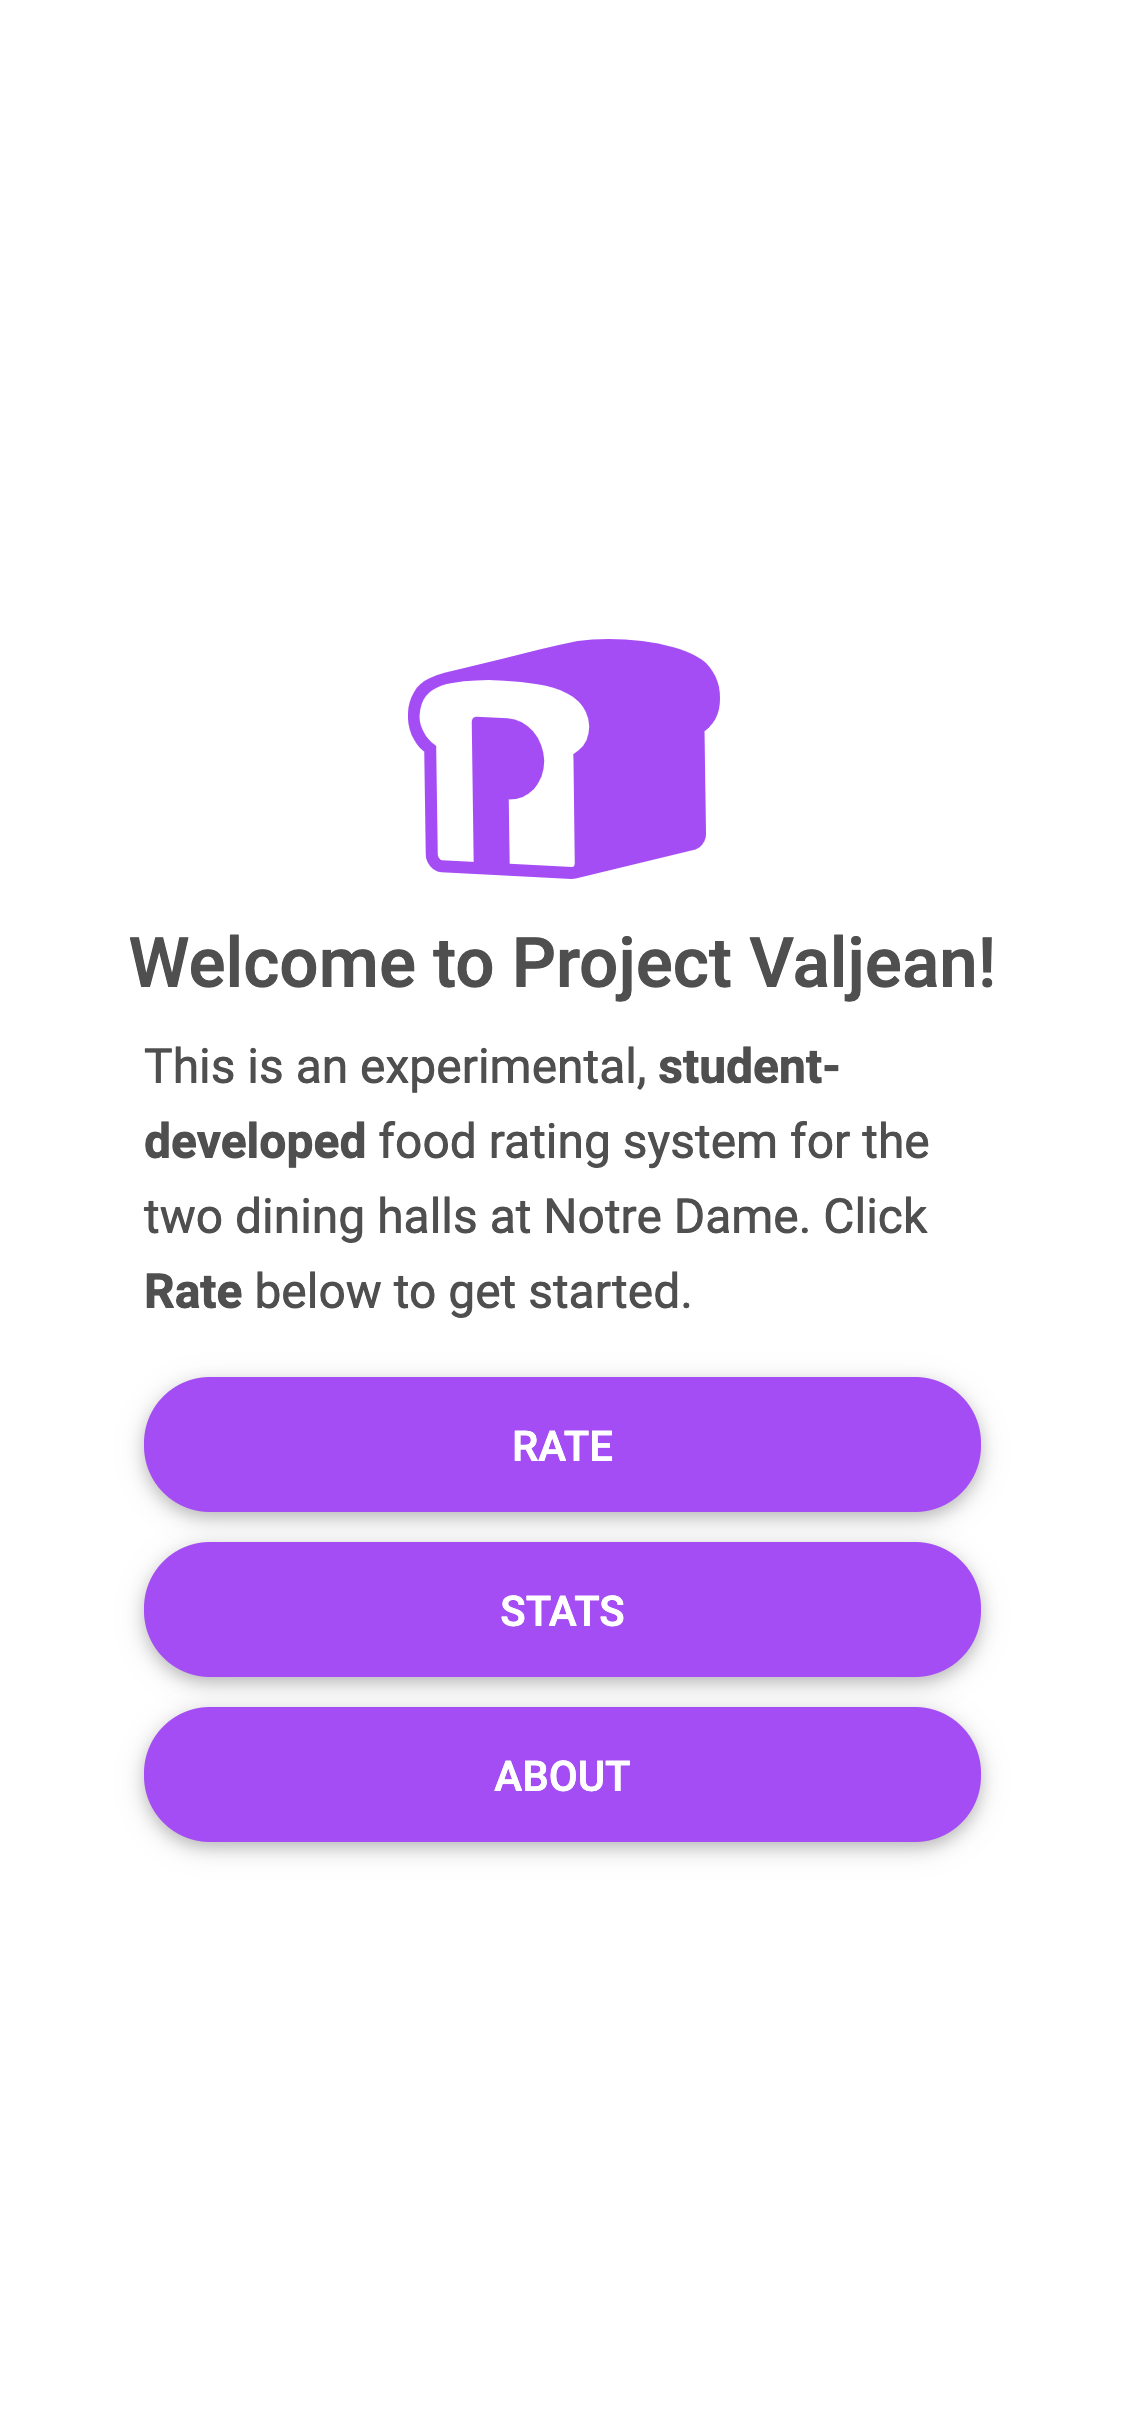 P
Welcome to Project Valjean!
This is an experimental, student-
developed food rating system for the
two dining halls at Notre Dame. Click
Rate below to get started.
RATE
STATS
ABOUT